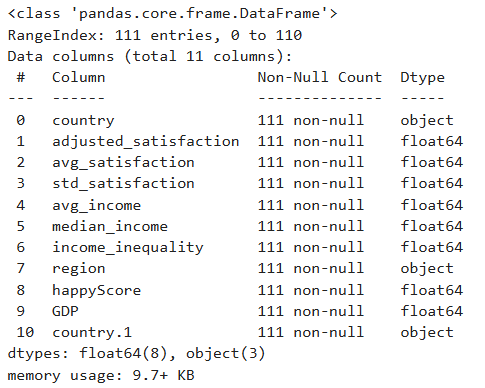 <class 'pandas.core.frame.DataFrame'>
RangeIndex: 111 entries, 0 to 110
Data columns (total 11 columns):
 #   Column                 Non-Null Count  Dtype
---  ------                 --------------  -----
 0   country                111 non-null    object
 1   adjusted_satisfaction  111 non-null    float64
 2   avg_satisfaction       111 non-null    float64
 3   std_satisfaction       111 non-null    float64
 4   avg_income             111 non-null    float64
 5   median_income          111 non-null    float64
 6   income_inequality      111 non-null    float64
 7   region                 111 non-null    object
 8   happyScore             111 non-null    float64
 9   GDP                    111 non-null    float64
 10  country.1              111 non-null    object
dtypes: float64(8), object(3)
memory usage: 9.7+ KB